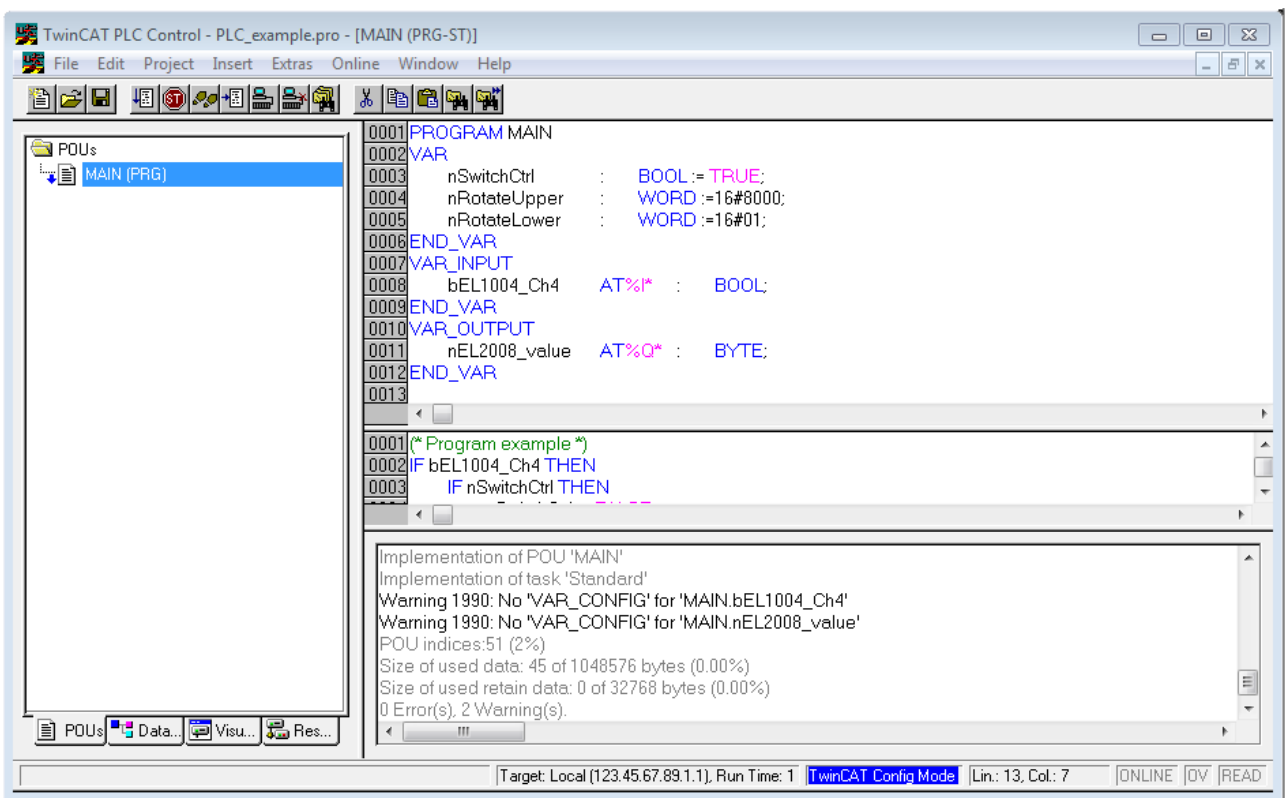 TwinCAT PLC Control - PLC_example.pro - [MAIN (PRG-ST)]
File Edit Project Insert Extras Online Window Help
POUs
MAIN (PRG)
0001 PROGRAM MAIN
0002 VAR
0003 nSwitchCtrl : BOOL := TRUE;
0004 nRotateUpper : WORD :=16#8000;
0005 nRotateLower : WORD :=16#01;
0006 END_VAR
0007 VAR_INPUT
0008 bEL1004_Ch4 AT%I* : BOOL;
0009 END_VAR
0010 VAR_OUTPUT
0011 nEL2008_value AT%Q* : BYTE;
0012 END_VAR
0013
0001 (* Program example *)
0002 IF bEL1004_Ch4 THEN
0003 IF nSwitchCtrl THEN
Implementation of POU 'MAIN'
Implementation of task 'Standard'
Warning 1990: No 'VAR_CONFIG' for 'MAIN.bEL1004_Ch4'
Warning 1990: No 'VAR_CONFIG' for 'MAIN.nEL2008_value'
POU indices:51 (2%)
Size of used data: 45 of 1048576 bytes (0.00%)
Size of used retain data: 0 of 32768 bytes (0.00%)
0 Error(s), 2 Warning(s).
POUs Data... Visu... Res...
Target: Local (123.45.67.89.1.1), Run Time: 1 TwinCAT Config Mode Lin.: 13, Col.: 7 ONLINE OV READ